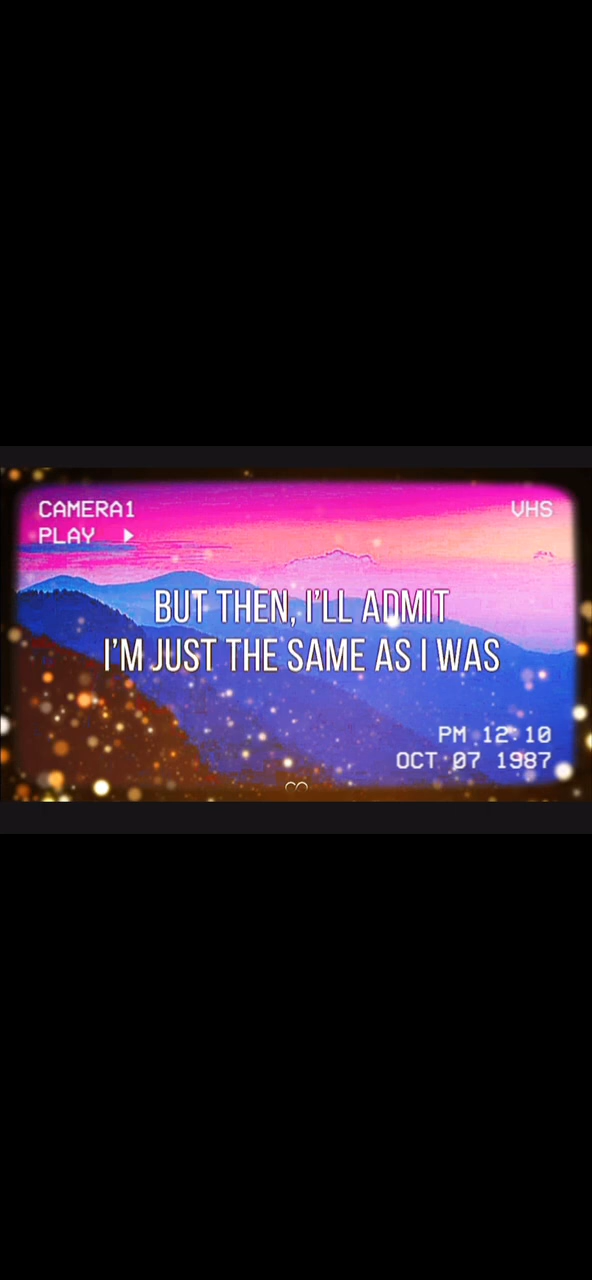 CAMERA1
VHS
PLAY
BUT THEN, I'LL ADMIT
I'M JUST THE SAME AS I WAS
PM 12:10
OCT 07 1987